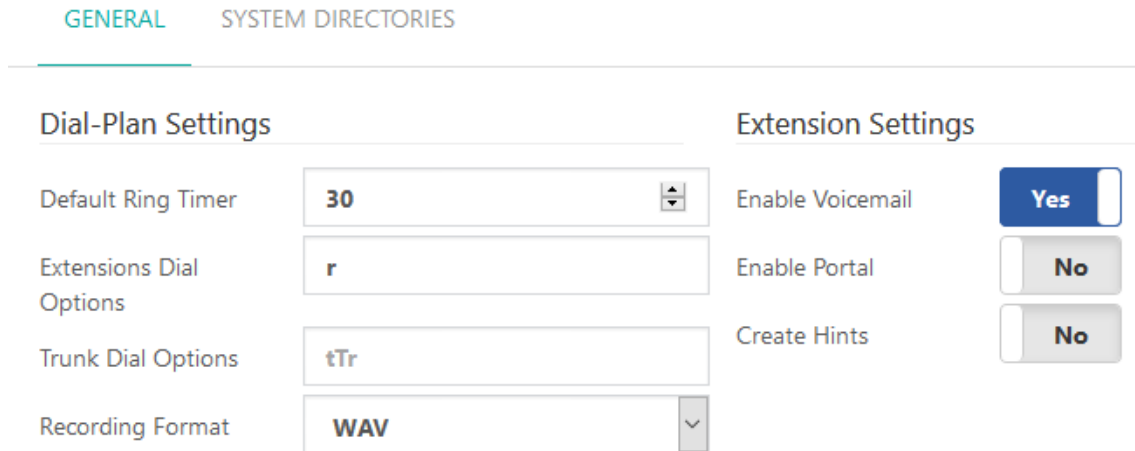 GENERAL SYSTEM DIRECTORIES
Dial-Plan Settings
Default Ring Timer 30
Extensions Dial
Options
r
Trunk Dial Options tTr
Recording Format WAV
Extension Settings
Enable Voicemail Yes
Enable Portal No
Create Hints No